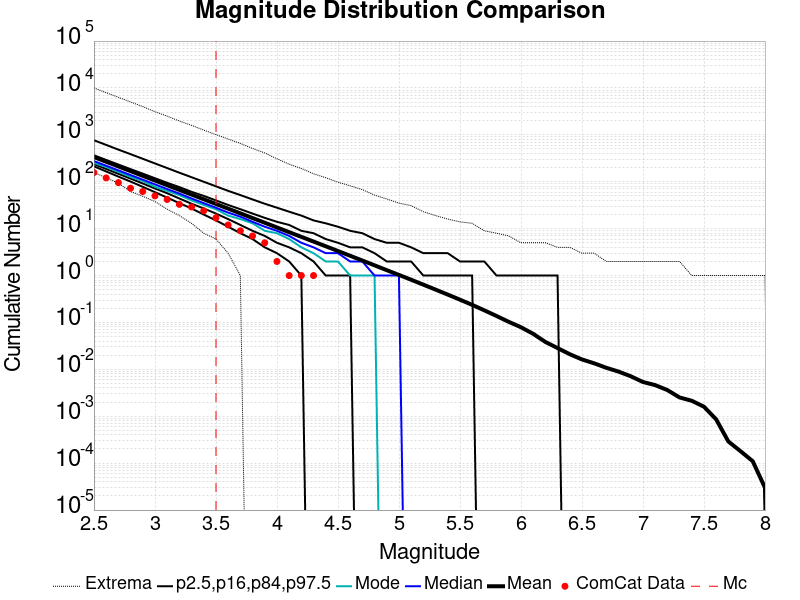 Magnitude Distribution Comparison
10^5
10^4
10^3
10^2
10^1
10^0
10^-1
10^-2
10^-3
10^-4
10^-5
Cumulative Number
2.5 3 3.5 4 4.5 5 5.5 6 6.5 7 7.5 8
Magnitude
Extrema p2.5,p16,p84,p97.5 Mode Median Mean ComCat Data Mc